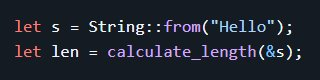 let s = String::from("Hello");
let len = calculate_length(&s);